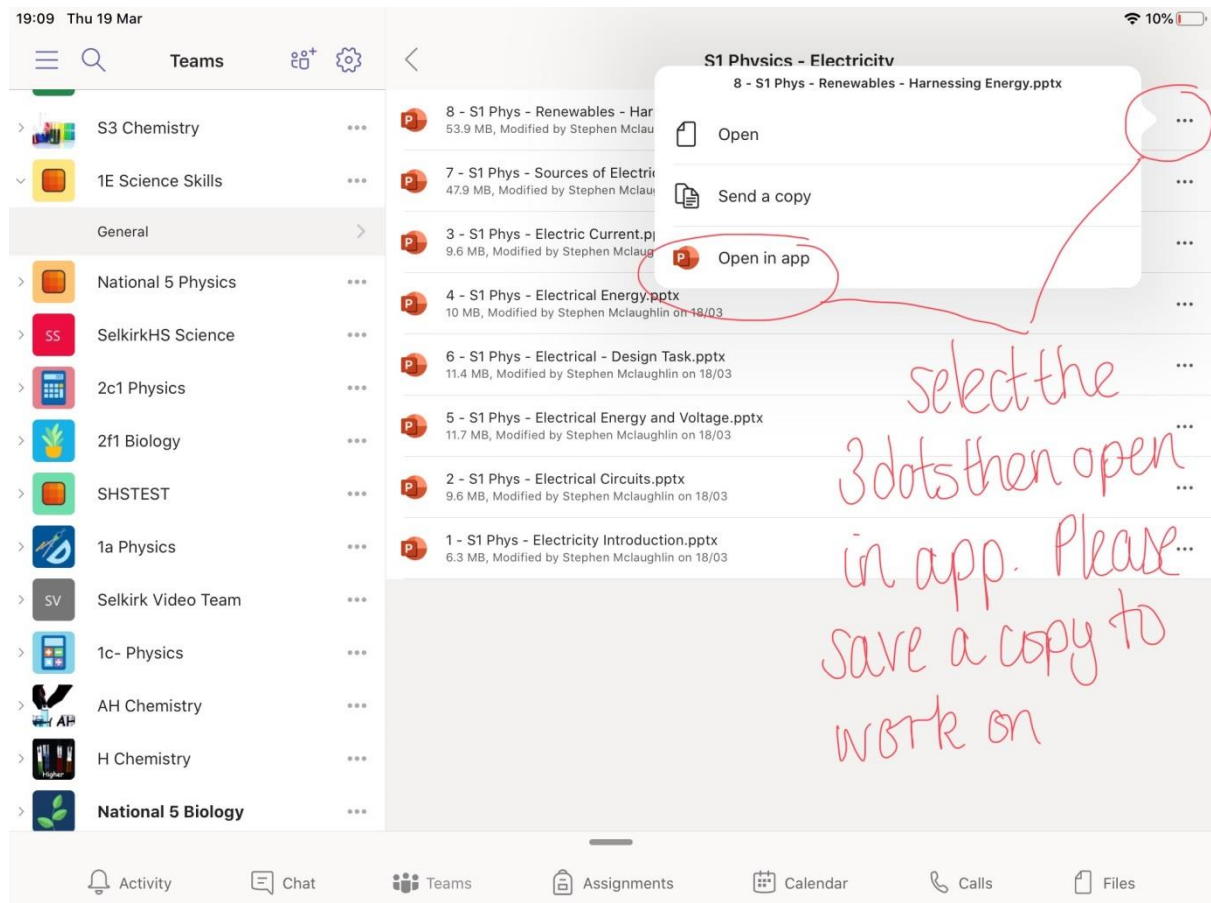 19:09 Thu 19 Mar
10%
Teams
S3 Chemistry
1E Science Skills
General
National 5 Physics
SS
SelkirkHS Science
2c1 Physics
2f1 Biology
SHSTEST
1a Physics
SV
Selkirk Video Team
1c- Physics
AH
AH Chemistry
Higher
H Chemistry
National 5 Biology
S1 Physics - Electricity
8 - S1 Phys - Renewables - Har
53.9 MB, Modified by Stephen Mclau
7 - S1 Phys - Sources of Electri
47.9 MB, Modified by Stephen Mclau
3 - S1 Phys - Electric Current.p
9.6 MB, Modified by Stephen Mclaug
4 - S1 Phys - Electrical Energy.pptx
10 MB, Modified by Stephen Mclaughlin on 18/03
6 - S1 Phys - Electrical - Design Task.pptx
11.4 MB, Modified by Stephen Mclaughlin on 18/03
5 - S1 Phys - Electrical Energy and Voltage.pptx
11.7 MB, Modified by Stephen Mclaughlin on 18/03
2 - S1 Phys - Electrical Circuits.pptx
9.6 MB, Modified by Stephen Mclaughlin on 18/03
1 - S1 Phys - Electricity Introduction.pptx
6.3 MB, Modified by Stephen Mclaughlin on 18/03
8 - S1 Phys - Renewables - Harnessing Energy.pptx
Open
Send a copy
Open in app
select the
3 dots then open
in app. Please
save a copy to
work on
Activity
Chat
Teams
Assignments
Calendar
Calls
Files